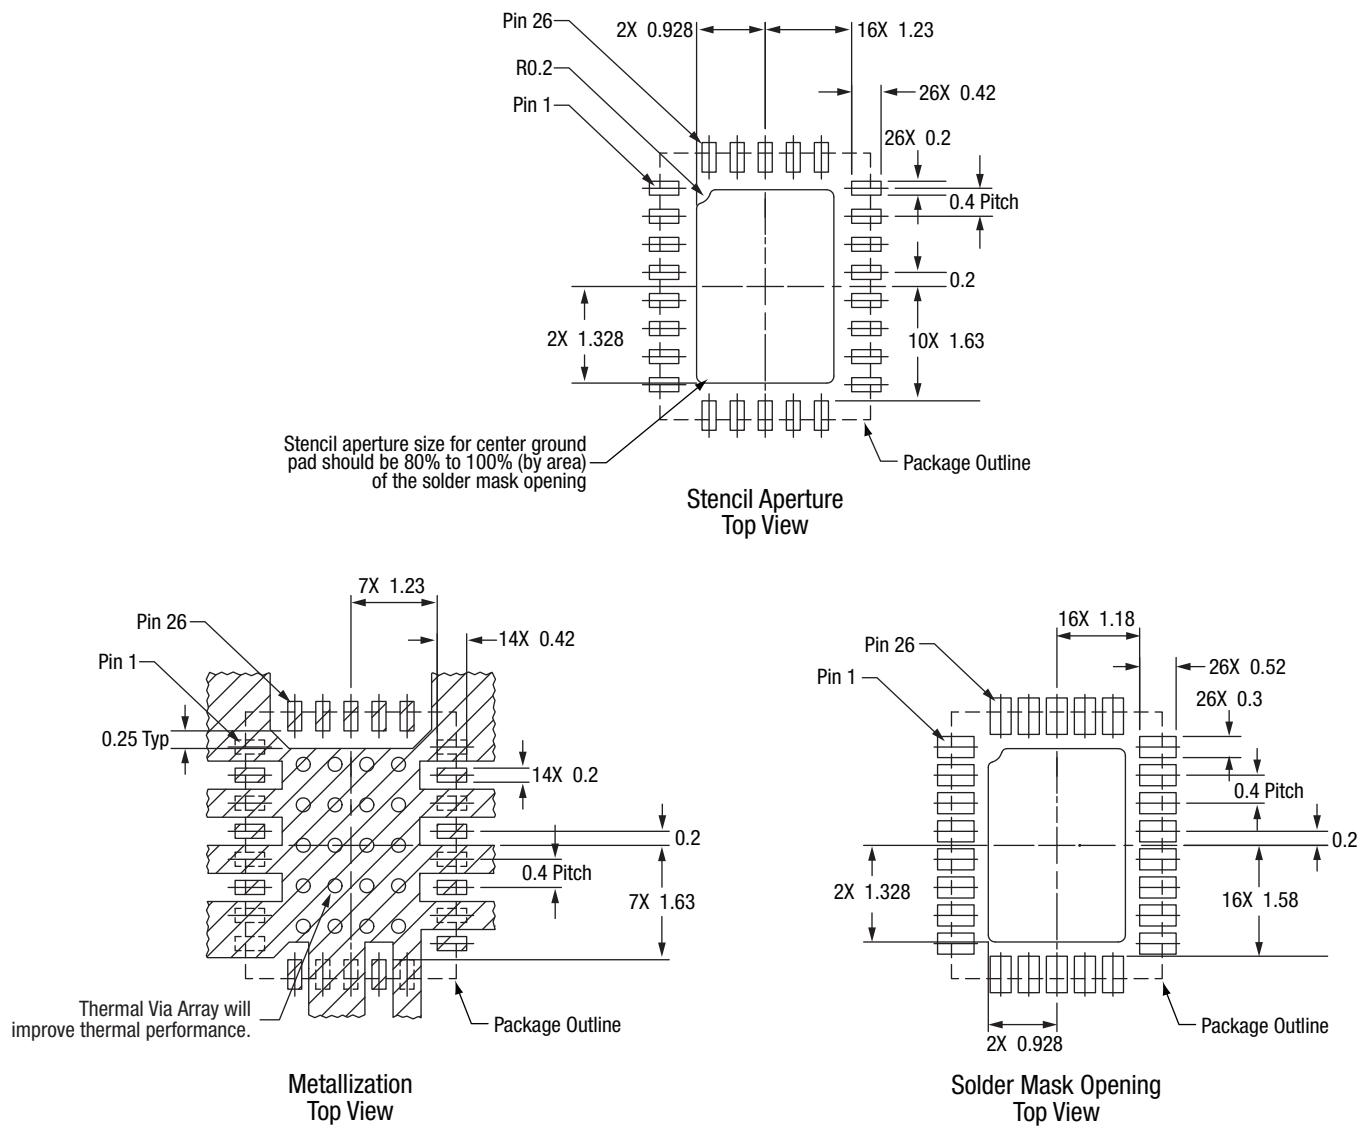 Pin 26
2X 0.928
16X 1.23
R0.2
26X 0.42
Pin 1
26X 0.2
0.4 Pitch
0.2
2X 1.328
10X 1.63
Stencil aperture size for center ground
pad should be 80% to 100% (by area)
of the solder mask opening
Package Outline
Stencil Aperture
Top View
7X 1.23
Pin 26
14X 0.42
Pin 1
0.25 Typ
14X 0.2
0.2
0.4 Pitch
7X 1.63
Thermal Via Array will
improve thermal performance.
Package Outline
Metallization
Top View
16X 1.18
Pin 26
26X 0.52
Pin 1
26X 0.3
0.4 Pitch
0.2
2X 1.328
16X 1.58
Package Outline
2X 0.928
Solder Mask Opening
Top View